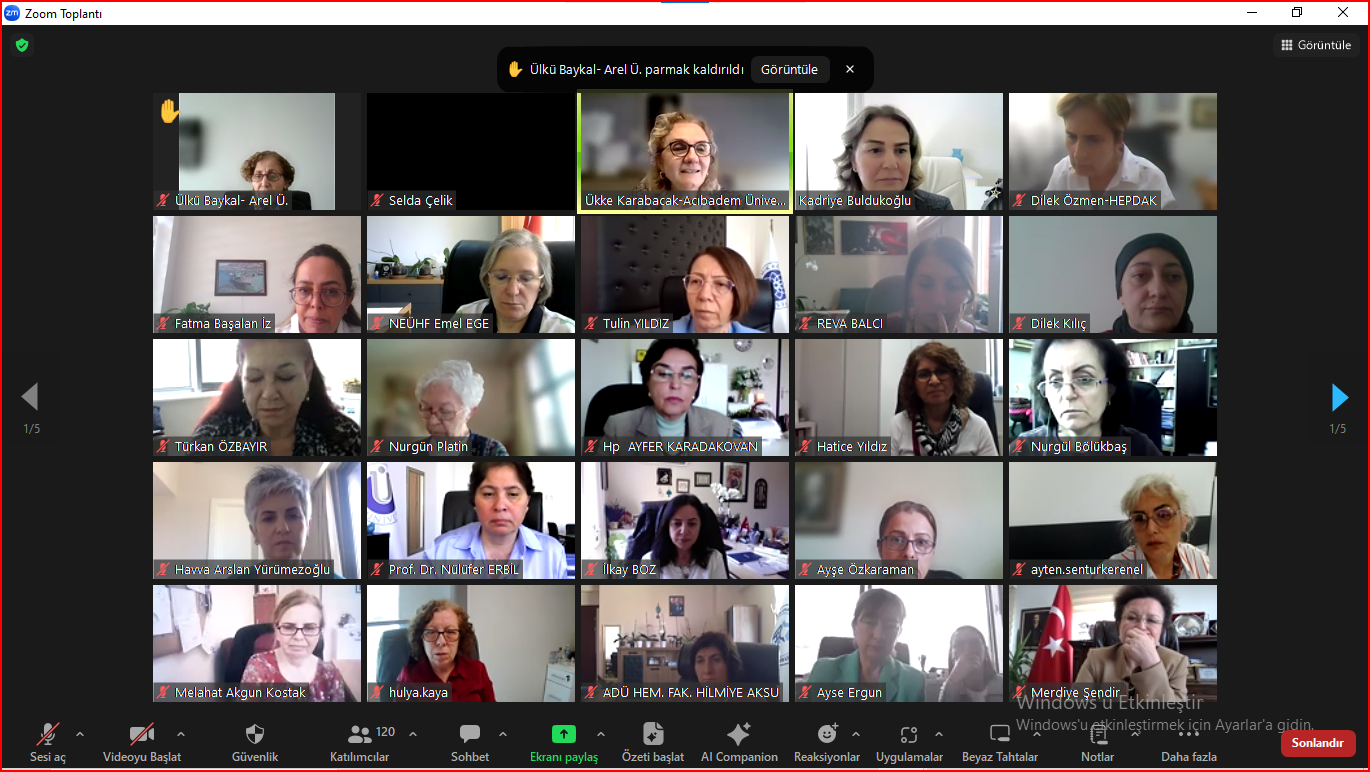 Zoom Toplantı
Görüntüle
Ülkü Baykal- Arel Ü. parmak kaldırıldı
Görüntüle
Ülkü Baykal- Arel Ü.
Selda Çelik
Ükke Karabacak-Acıbadem Ünive...
Kadriye Buldukoğlu
Dilek Özmen-HEPDAK
Fatma Başalan İz
NEÜHF Emel EGE
Tulin YILDIZ
REVA BALCI
Dilek Kılıç
Türkan ÖZBAYIR
Nurgün Platin
Hp AYFER KARADAKOVAN
Hatice Yıldız
Nurgül Bölükbaş
Havva Arslan Yürümezoğlu
Prof. Dr. Nülüfer ERBİL
İlkay BOZ
Ayşe Özkaraman
ayten.senturkerenel
Melahat Akgun Kostak
hulya.kaya
ADÜ HEM. FAK. HİLMİYE AKSU
Ayse Ergun
Merdiye Şendir
1/5
1/5
Windows'u Etkinleştir
Windows'u etkinleştirmek için Ayarlar'a gidin.
Sesi aç
Videoyu Başlat
Güvenlik
120
Katılımcılar
Sohbet
Ekranı paylaş
Özeti başlat
AI Companion
Reaksiyonlar
Uygulamalar
Beyaz Tahtalar
Notlar
Daha fazla
Sonlandır